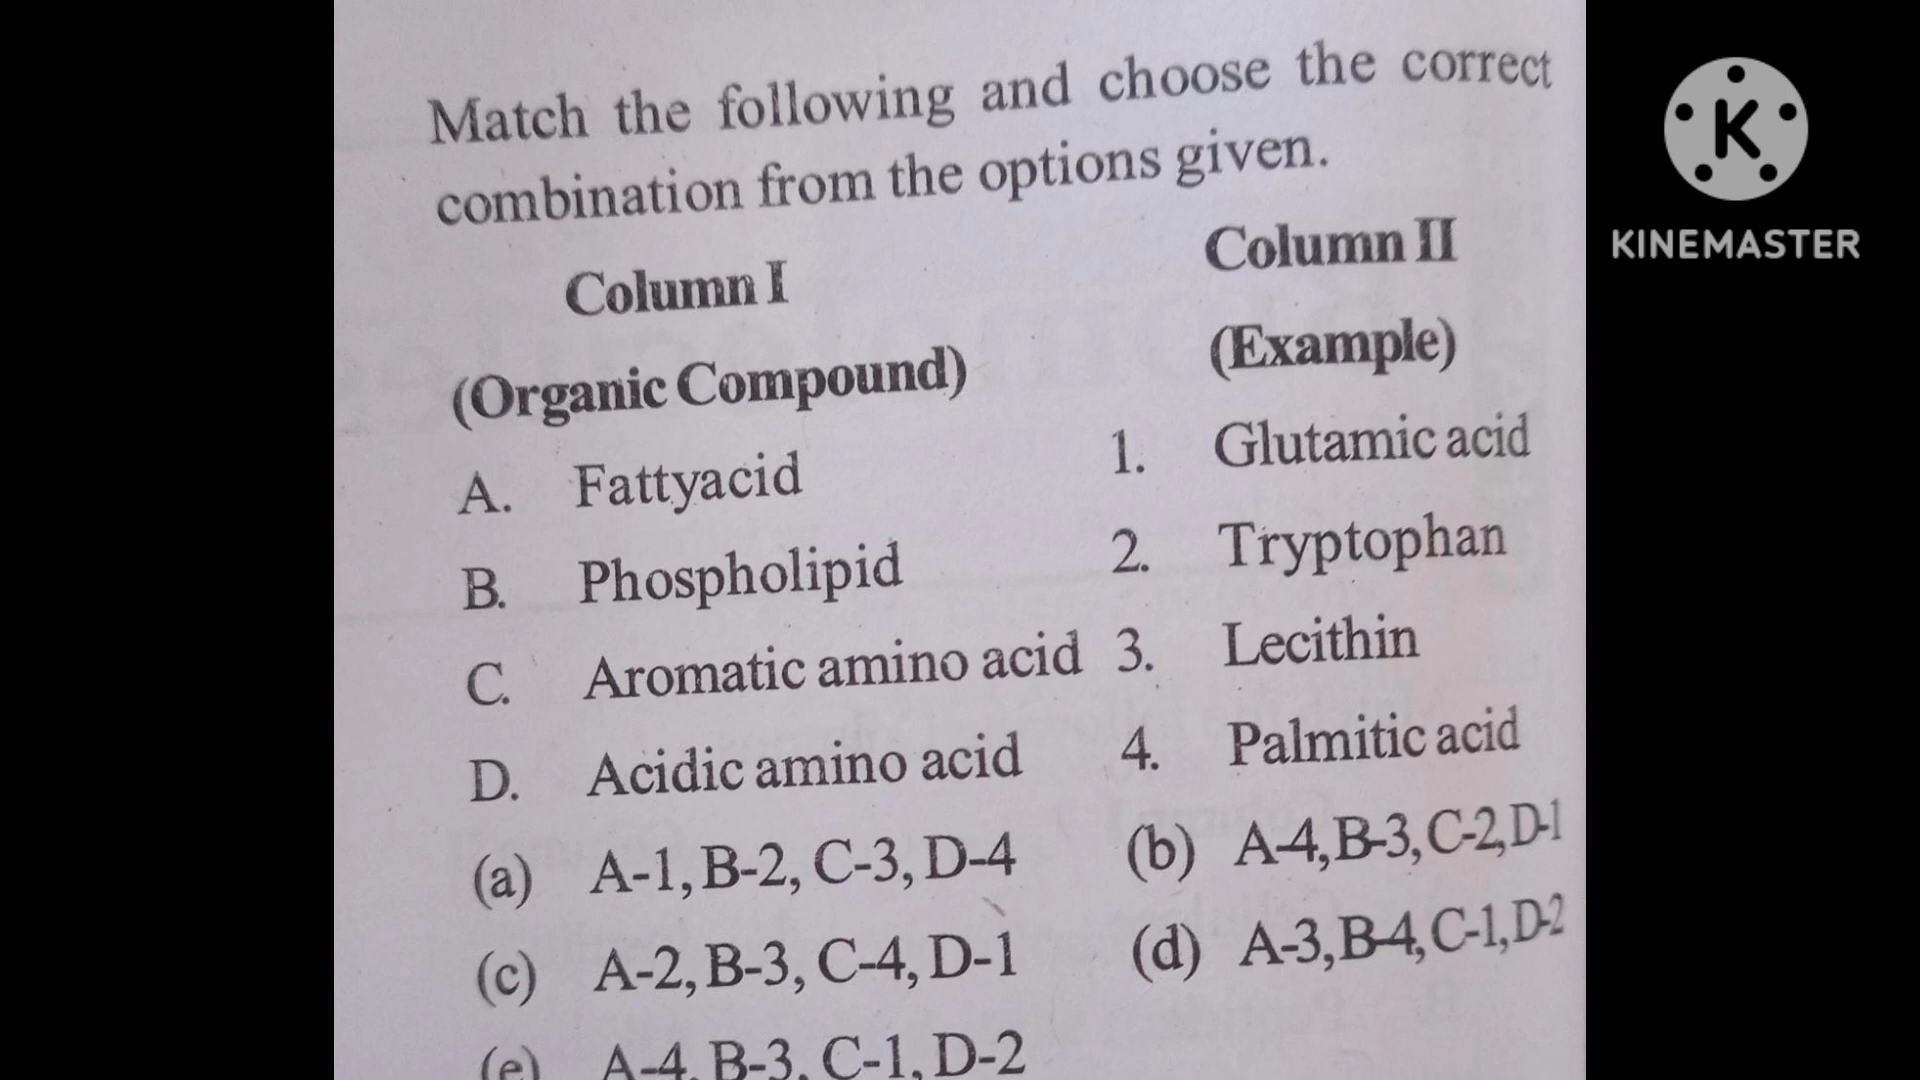 Match the following and choose the correct
combination from the options given.
Column I Column II
(Organic Compound) (Example)
A. Fattyacid 1. Glutamic acid
B. Phospholipid 2. Tryptophan
C. Aromatic amino acid 3. Lecithin
D. Acidic amino acid 4. Palmitic acid
(a) A-1, B-2, C-3, D-4 (b) A-4, B-3, C-2, D-1
(c) A-2, B-3, C-4, D-1 (d) A-3, B-4, C-1, D-2
(e) A-4, B-3, C-1, D-2
K
KINEMASTER